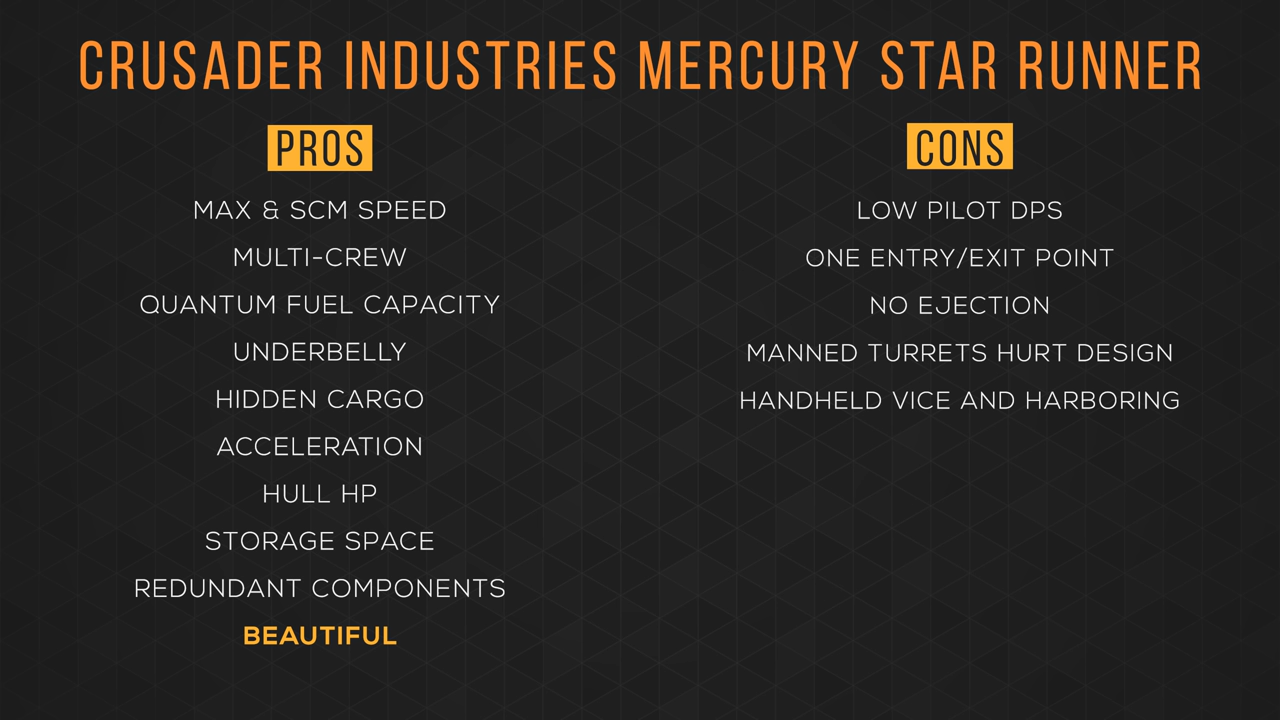 CRUSADER INDUSTRIES MERCURY STAR RUNNER
PROS
MAX & SCM SPEED
MULTI-CREW
QUANTUM FUEL CAPACITY
UNDERBELLY
HIDDEN CARGO
ACCELERATION
HULL HP
STORAGE SPACE
REDUNDANT COMPONENTS
BEAUTIFUL
CONS
LOW PILOT DPS
ONE ENTRY/EXIT POINT
NO EJECTION
MANNED TURRETS HURT DESIGN
HANDHELD VICE AND HARBORING